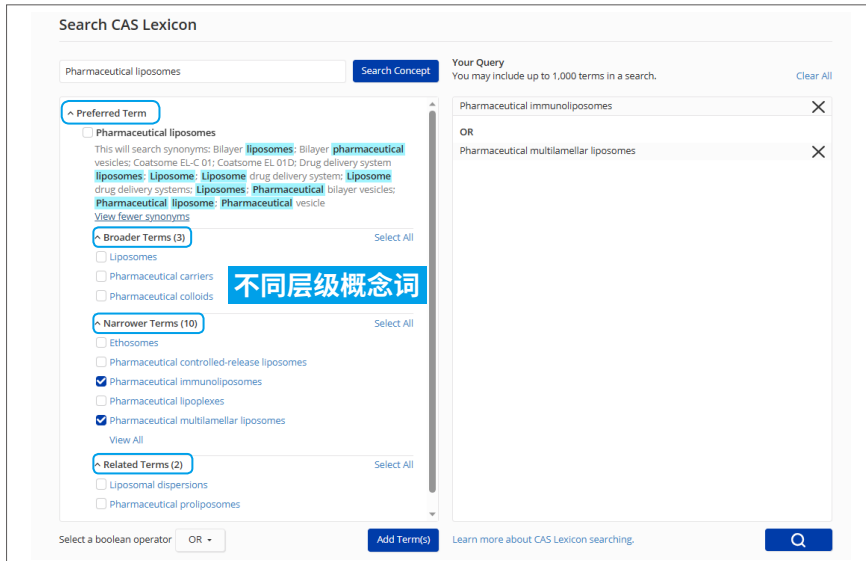 Search CAS Lexicon
Pharmaceutical liposomes
Search Concept
Your Query
You may include up to 1,000 terms in a search.
Clear All
Preferred Term
Pharmaceutical liposomes
This will search synonyms: Bilayer liposomes; Bilayer pharmaceutical
vesicles; Coatsome EL-C 01; Coatsome EL 01D; Drug delivery system
liposomes; Liposome; Liposome drug delivery system; Liposome
drug delivery systems; Liposomes; Pharmaceutical bilayer vesicles;
Pharmaceutical liposome; Pharmaceutical vesicle
View fewer synonyms
Broader Terms (3)
Select All
Liposomes
Pharmaceutical carriers
Pharmaceutical colloids
不同层级概念词
Narrower Terms (10)
Select All
Ethosomes
Pharmaceutical controlled-release liposomes
Pharmaceutical immunoliposomes
Pharmaceutical lipoplexes
Pharmaceutical multilamellar liposomes
View All
Related Terms (2)
Select All
Liposomal dispersions
Pharmaceutical proliposomes
Select a boolean operator
OR
Add Term(s)
Pharmaceutical immunoliposomes
OR
Pharmaceutical multilamellar liposomes
Learn more about CAS Lexicon searching.